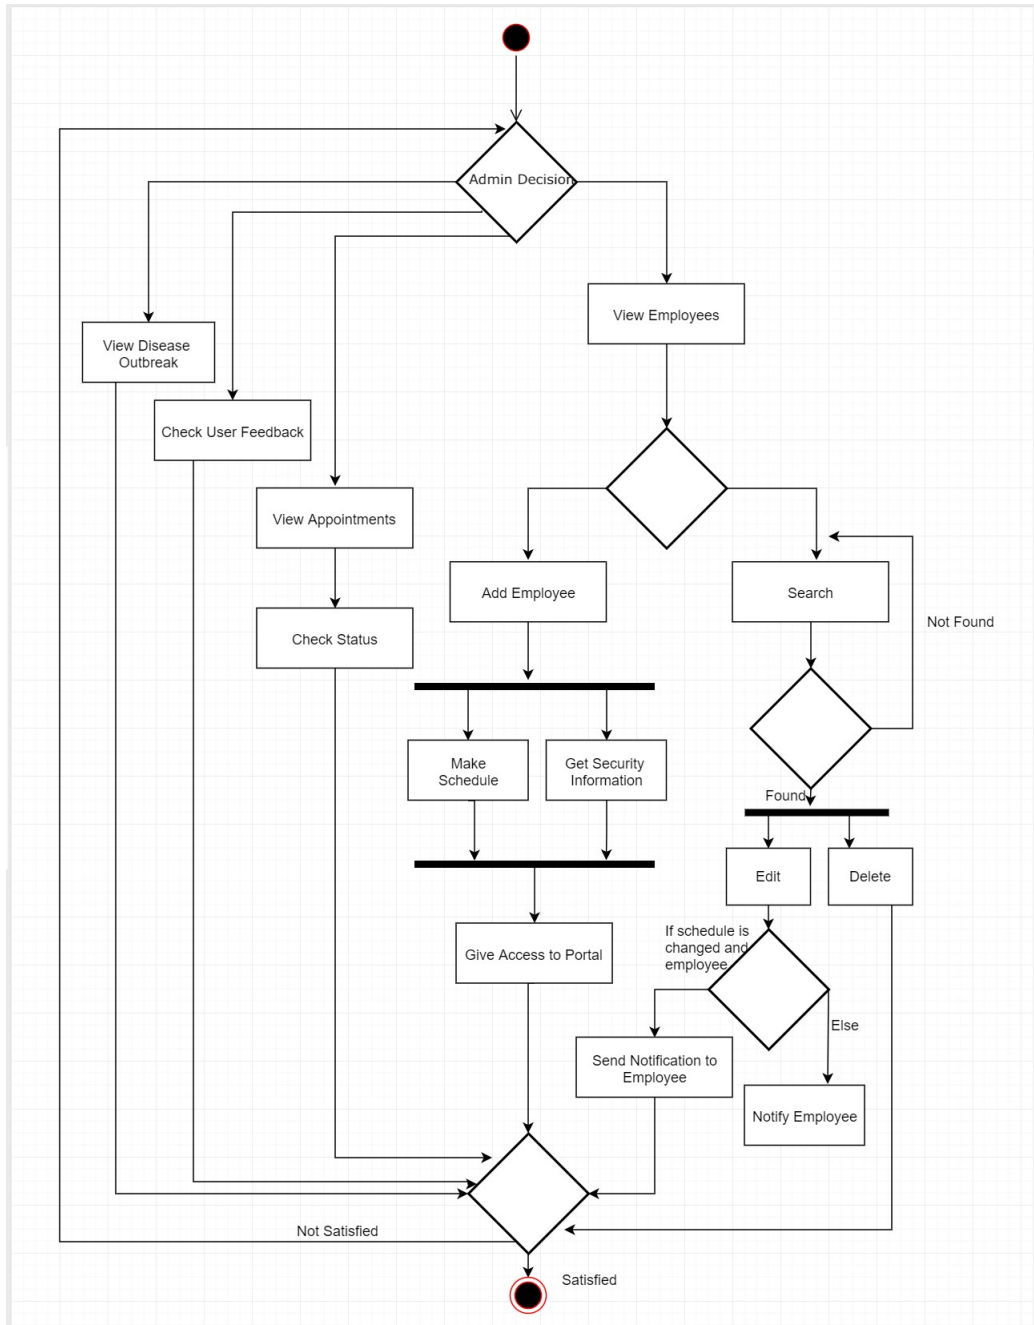 Admin Decision
View Employees
View Disease
Outbreak
Check User Feedback
View Appointments
Add Employee
Search
Not Found
Check Status
Make
Schedule
Get Security
Information
Found
Edit
Delete
If schedule is
changed and
employee
Give Access to Portal
Else
Send Notification to
Employee
Notify Employee
Not Satisfied
Satisfied